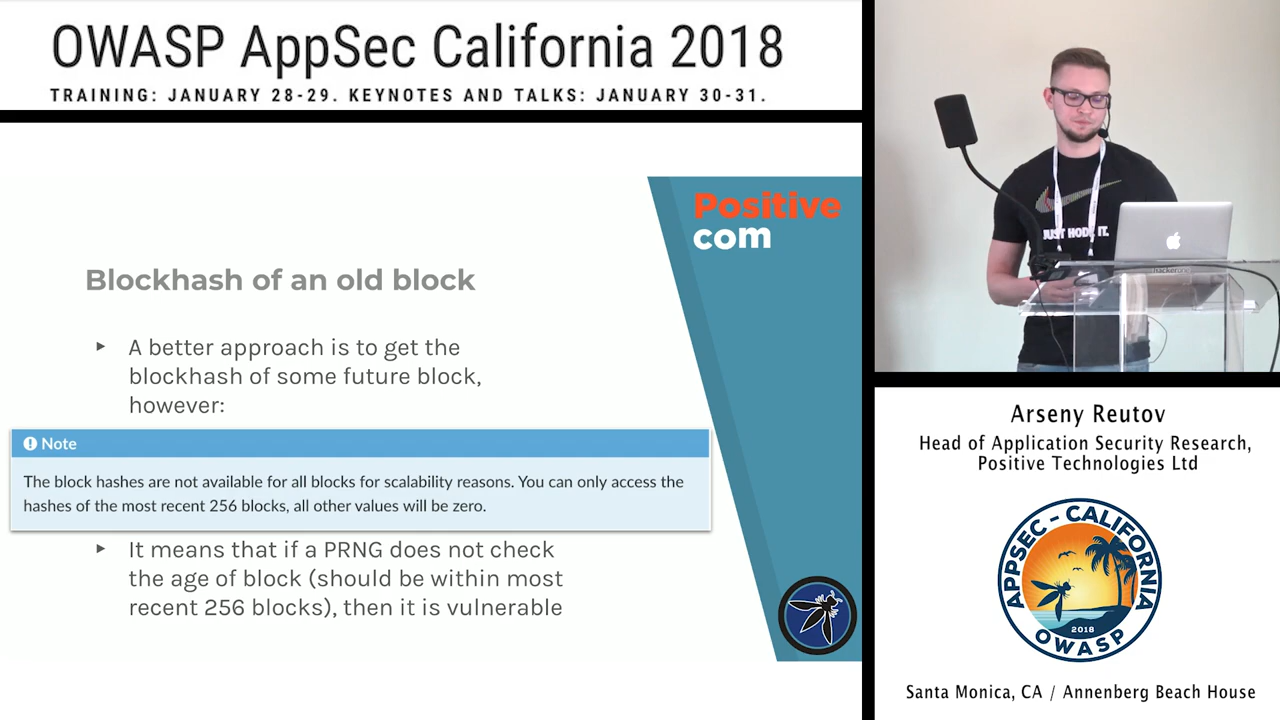 OWASP AppSec California 2018
TRAINING: JANUARY 28-29. KEYNOTES AND TALKS: JANUARY 30-31.
Positive
com
Blockhash of an old block
‣ A better approach is to get the
blockhash of some future block,
however:
Note
The block hashes are not available for all blocks for scalability reasons. You can only access the
hashes of the most recent 256 blocks, all other values will be zero.
‣ It means that if a PRNG does not check
the age of block (should be within most
recent 256 blocks), then it is vulnerable
JUST HODL IT.
hackerone
Arseny Reutov
Head of Application Security Research,
Positive Technologies Ltd
APPSEC - CALIFORNIA
2018
OWASP
Santa Monica, CA / Annenberg Beach House